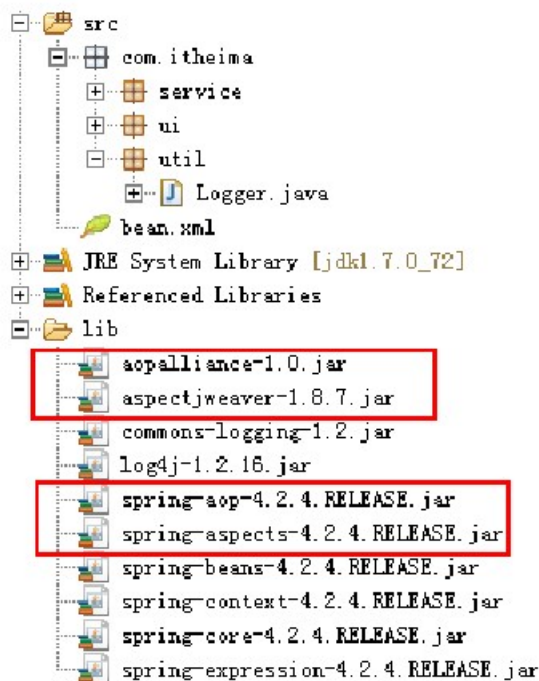 src
com.itheima
service
ui
util
Logger.java
bean.xml
JRE System Library [jdk1.7.0_72]
Referenced Libraries
lib
aopalliance-1.0.jar
aspectjweaver-1.8.7.jar
commons-logging-1.2.jar
log4j-1.2.16.jar
spring-aop-4.2.4.RELEASE.jar
spring-aspects-4.2.4.RELEASE.jar
spring-beans-4.2.4.RELEASE.jar
spring-context-4.2.4.RELEASE.jar
spring-core-4.2.4.RELEASE.jar
spring-expression-4.2.4.RELEASE.jar